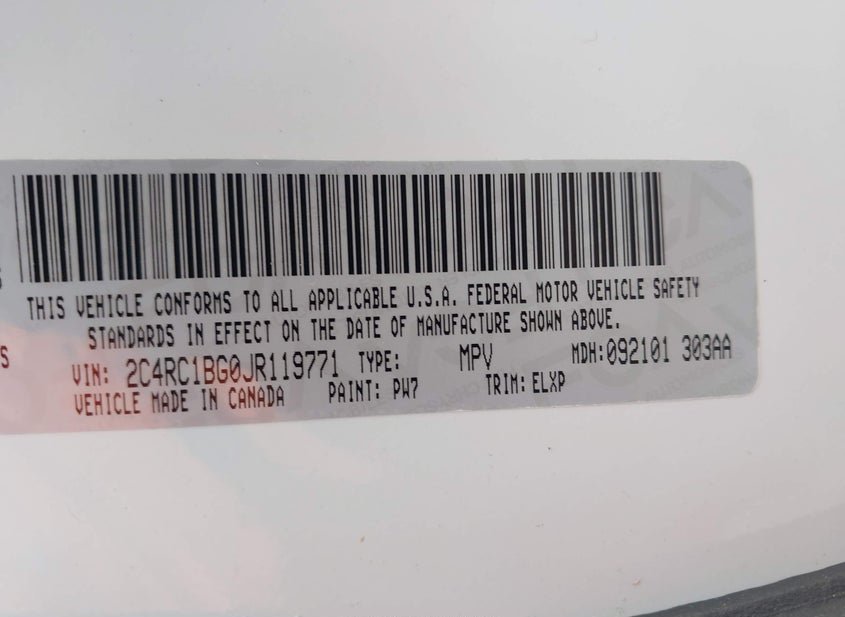 THIS VEHICLE CONFORMS TO ALL APPLICABLE U.S.A. FEDERAL MOTOR VEHICLE SAFETY
STANDARDS IN EFFECT ON THE DATE OF MANUFACTURE SHOWN ABOVE.
S
VIN: 2C4RC1BG0JR119771 TYPE: MPV MDH:092101 303AA
VEHICLE MADE IN CANADA PAINT: PW7 TRIM: ELXP